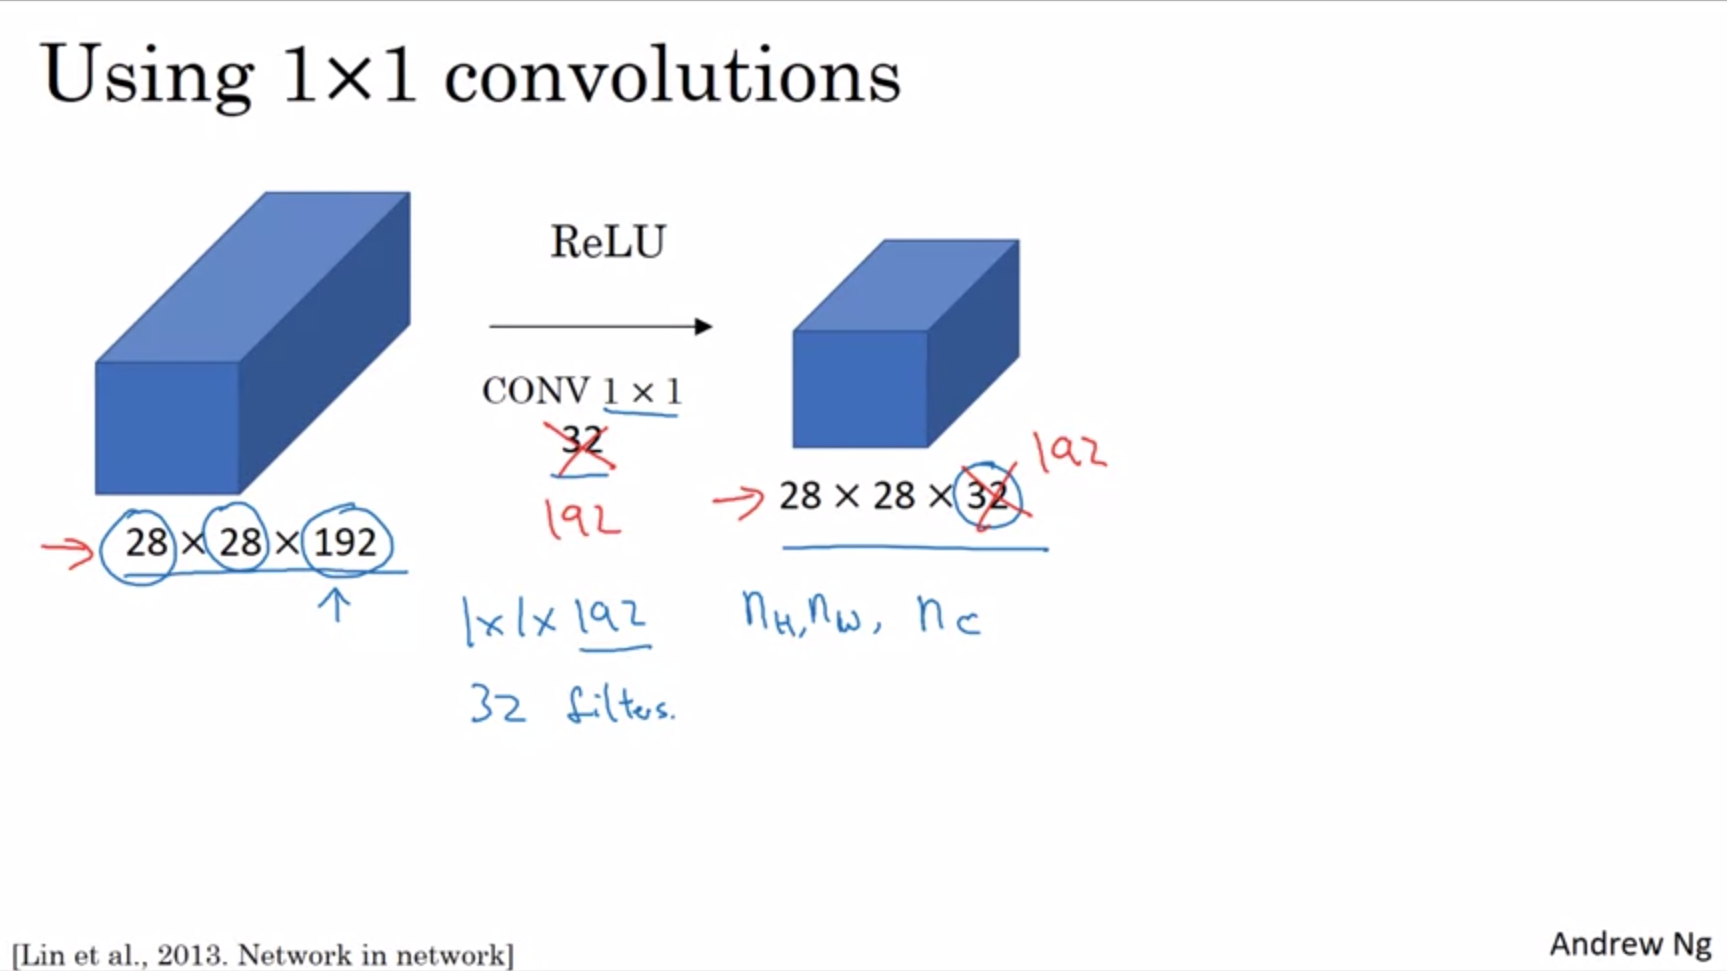 Using 1×1 convolutions
ReLU
CONV 1 × 1
32
192
28 × 28 × 192
28 × 28 × 32
192
1×1× 192
32 filters.
nH, nW, nC
[Lin et al., 2013. Network in network]
Andrew Ng